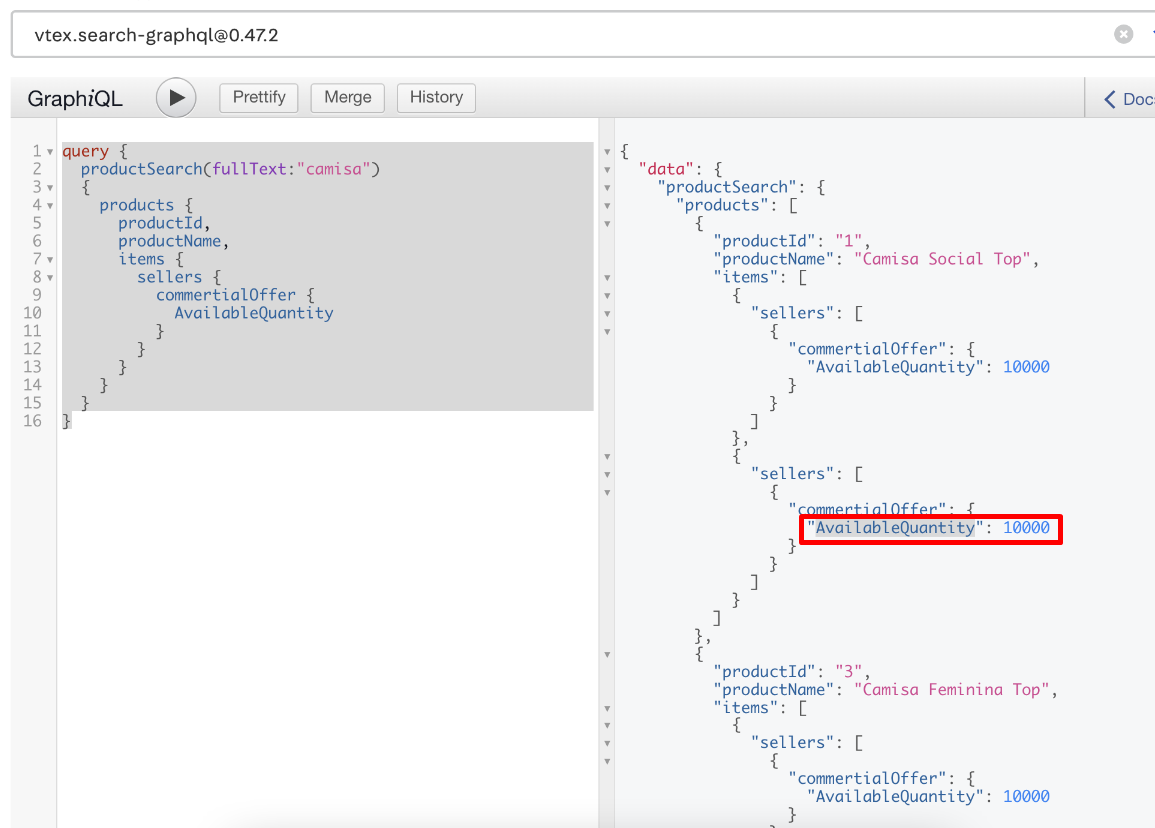 vtex.search-graphql@0.47.2
GraphiQL
Prettify
Merge
History
Docs
1 query {
2 productSearch(fullText:"camisa")
3 {
4 products {
5 productId,
6 productName,
7 items {
8 sellers {
9 commertialOffer {
10 AvailableQuantity
11 }
12 }
13 }
14 }
15 }
16 }
{
"data": {
"productSearch": {
"products": [
{
"productId": "1",
"productName": "Camisa Social Top",
"items": [
{
"sellers": [
{
"commertialOffer": {
"AvailableQuantity": 10000
}
}
]
},
{
"sellers": [
{
"commertialOffer": {
"AvailableQuantity": 10000
}
}
]
}
]
},
{
"productId": "3",
"productName": "Camisa Feminina Top",
"items": [
{
"sellers": [
{
"commertialOffer": {
"AvailableQuantity": 10000
}